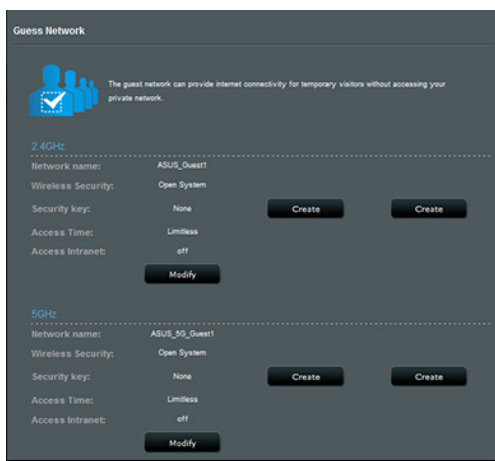 Guess Network
The guest network can provide internet connectivity for temporary visitors without accessing your
private network.
2.4GHz
Network name: ASUS_Guest1
Wireless Security: Open System
Security key: None Create Create
Access Time: Limitless
Access Intranet: off
Modify
5GHz
Network name: ASUS_5G_Guest1
Wireless Security: Open System
Security key: None Create Create
Access Time: Limitless
Access Intranet: off
Modify